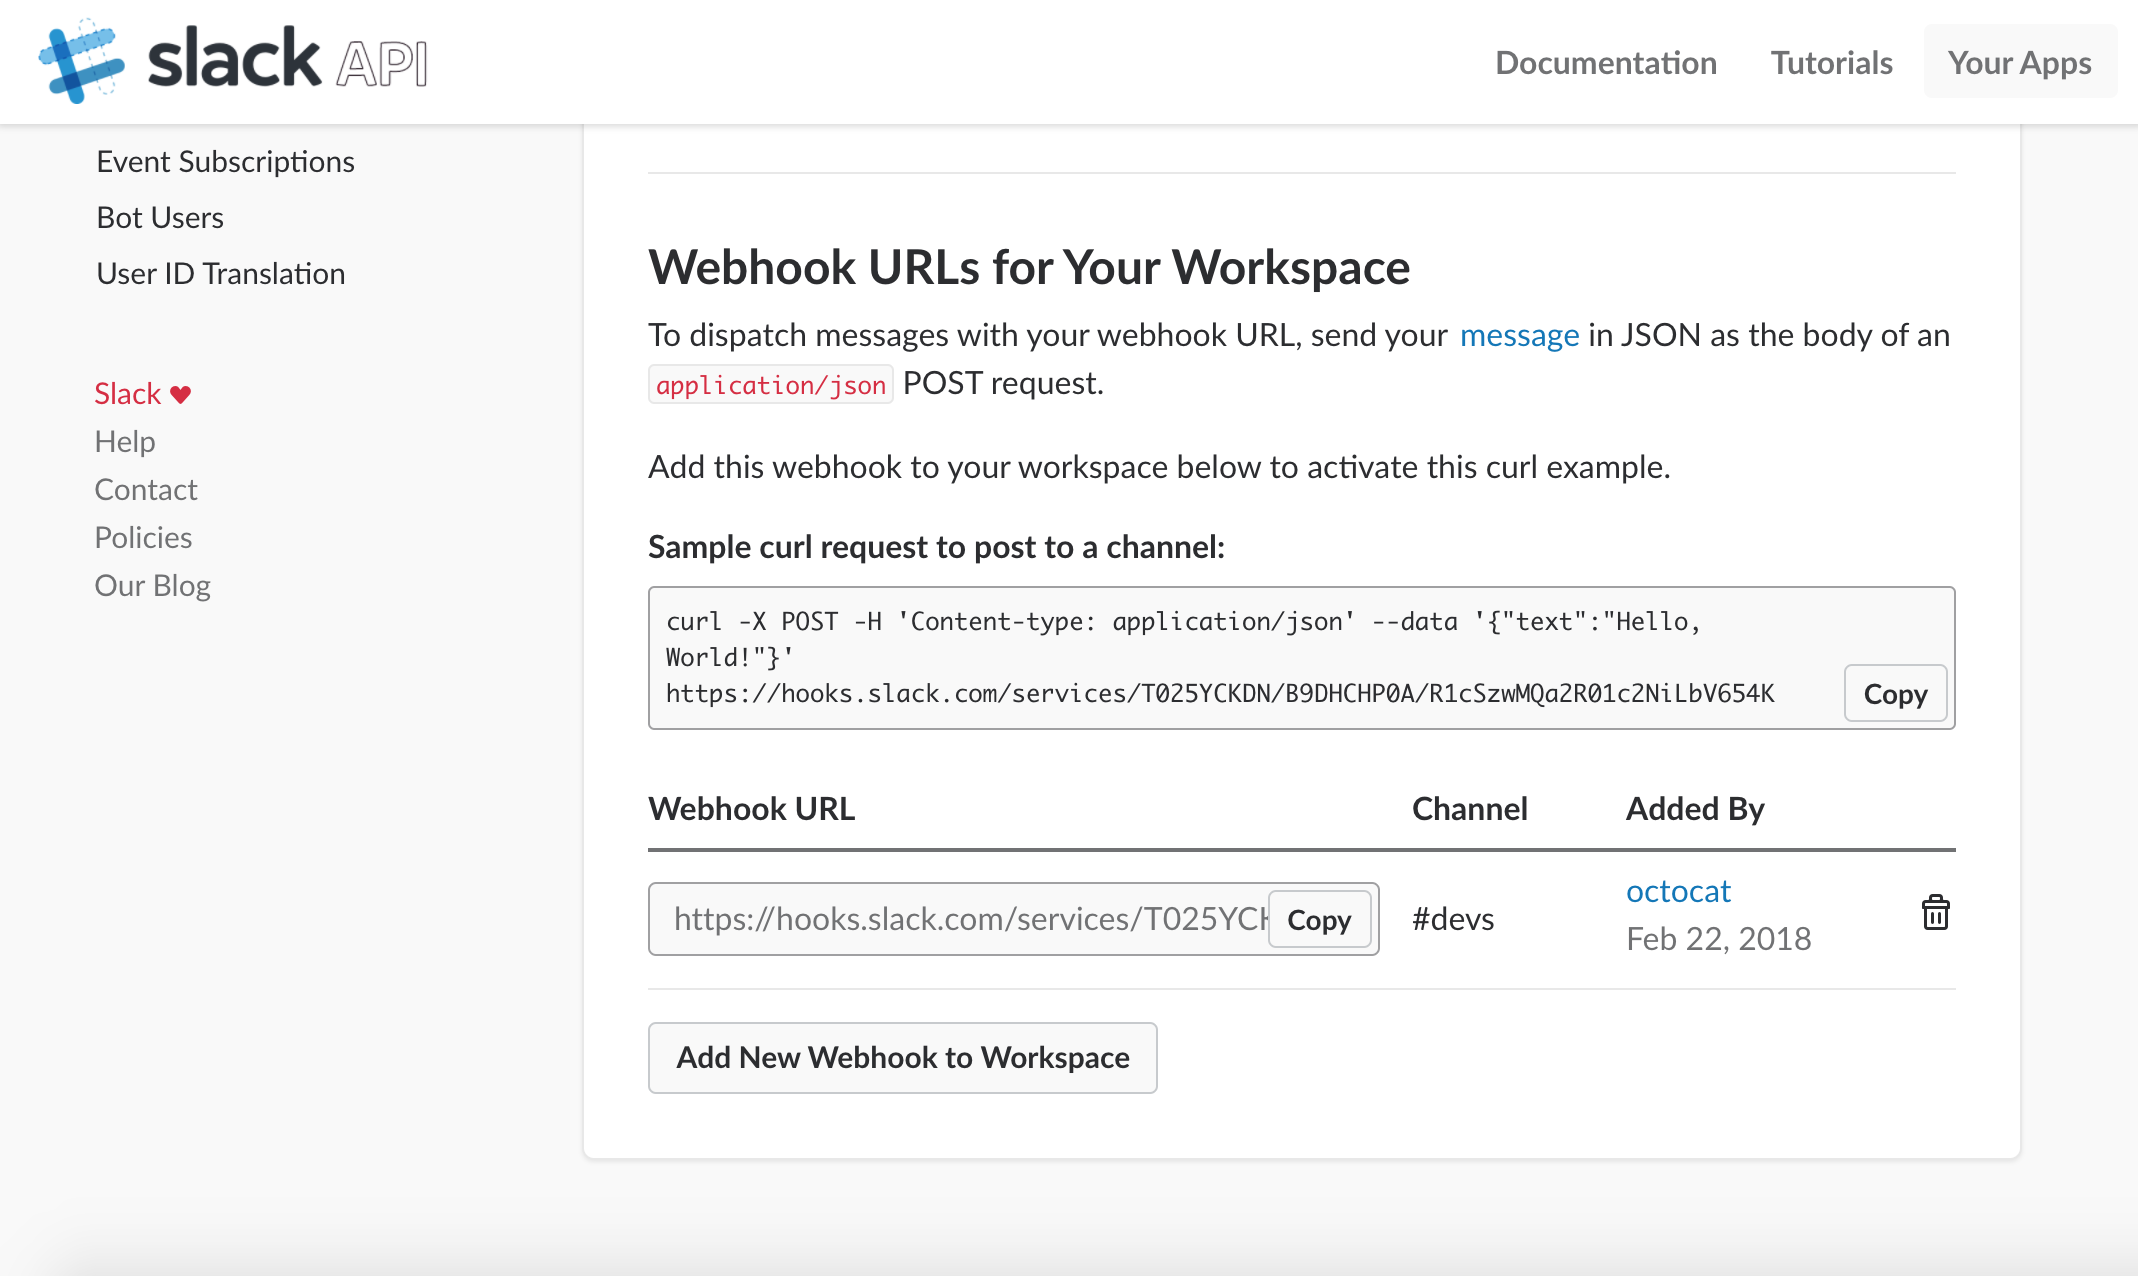 slack API
Documentation
Tutorials
Your Apps
Event Subscriptions
Bot Users
User ID Translation
Slack ♥
Help
Contact
Policies
Our Blog
Webhook URLs for Your Workspace
To dispatch messages with your webhook URL, send your message in JSON as the body of an
application/json POST request.
Add this webhook to your workspace below to activate this curl example.
Sample curl request to post to a channel:
curl -X POST -H 'Content-type: application/json' --data '{"text":"Hello,
World!"}'
https://hooks.slack.com/services/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
Copy
Webhook URL
Channel
Added By
https://hooks.slack.com/services/T025YCK
Copy
#devs
octocat
Feb 22, 2018
Add New Webhook to Workspace